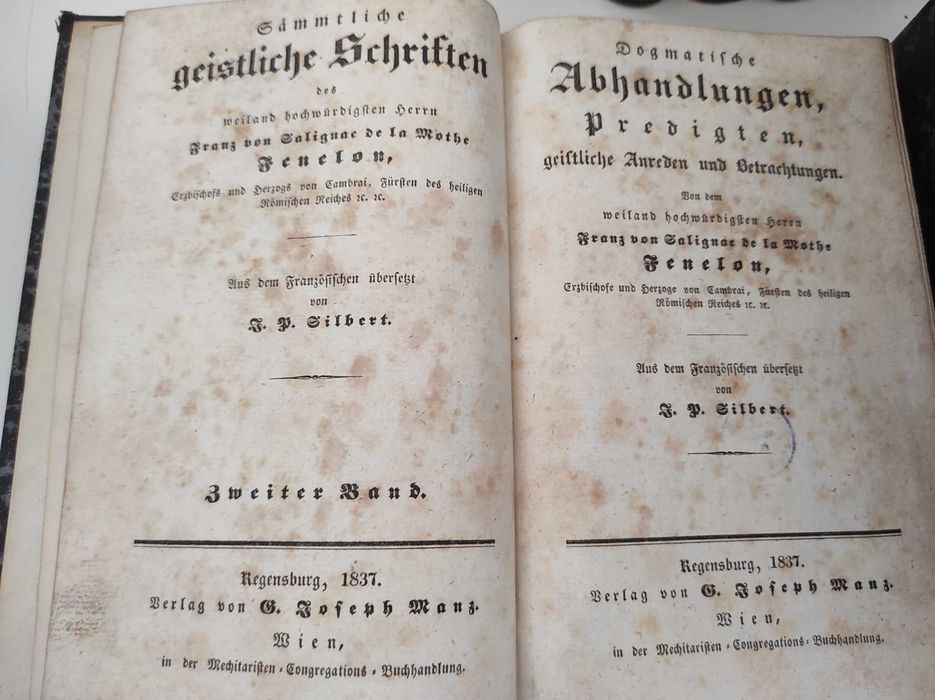 Sämmtliche
geistliche Schriften
des
weiland hochwürdigsten Herrn
Franz von Salignac de la Mothe
Fenelon,
Erzbischofs und Herzogs von Cambrai, Fürsten des heiligen
Römischen Reiches ꝛc. ꝛc.
Aus dem Französischen übersetzt
von
J. P. Silbert.
Zweiter Band.
Regensburg, 1837.
Verlag von G. Joseph Manz.
Wien,
in der Mechitaristen-Congregations-Buchhandlung.
Dogmatische
Abhandlungen,
Predigten,
geistliche Anreden und Betrachtungen.
Von dem
weiland hochwürdigsten Herrn
Franz von Salignac de la Mothe
Fenelon,
Erzbischofe und Herzoge von Cambrai, Fürsten des heiligen
Römischen Reiches ꝛc. ꝛc.
Aus dem Französischen übersetzt
von
J. P. Silbert.
Regensburg, 1837.
Verlag von G. Joseph Manz.
Wien,
in der Mechitaristen-Congregations-Buchhandlung.